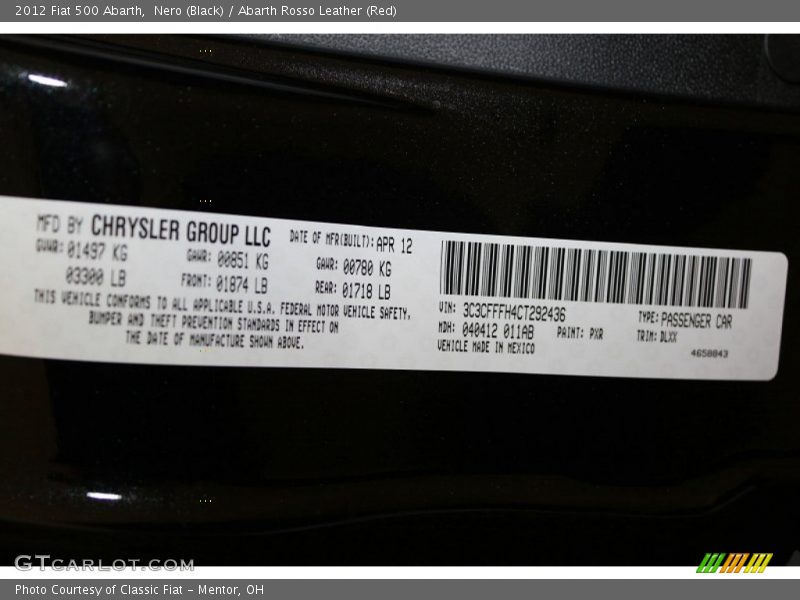 2012 Fiat 500 Abarth, Nero (Black) / Abarth Rosso Leather (Red)
MFD BY CHRYSLER GROUP LLC
DATE OF MFR(BUILT): APR 12
GVWR: 01497 KG
GAWR: 00851 KG
GAWR: 00780 KG
03300 LB
FRONT: 01874 LB
REAR: 01718 LB
THIS VEHICLE CONFORMS TO ALL APPLICABLE U.S.A. FEDERAL MOTOR VEHICLE SAFETY,
BUMPER AND THEFT PREVENTION STANDARDS IN EFFECT ON
THE DATE OF MANUFACTURE SHOWN ABOVE.
VIN: 3C3CFFFH4CT292436
TYPE: PASSENGER CAR
MDH: 040412 011AB
PAINT: PXR
TRIM: DLXX
VEHICLE MADE IN MEXICO
4658843
GTCARLOT.COM
Photo Courtesy of Classic Fiat - Mentor, OH